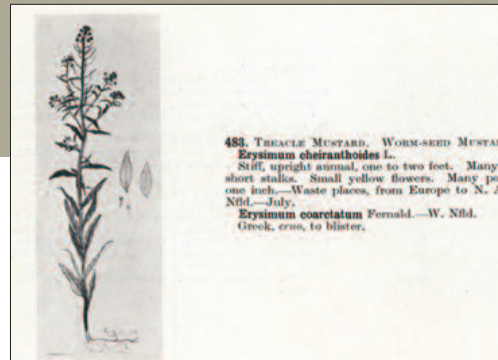 483. TREACLE MUSTARD. WORM-SEED MUSTA
Erysimum cheiranthoides L.
Stiff, upright annual, one to two feet. Many
short stalks. Small yellow flowers. Many po
one inch.—Waste places, from Europe to N. A
Nfld.—July.
Erysimum coarctatum Fernald.—W. Nfld.
Greek, eruo, to blister.